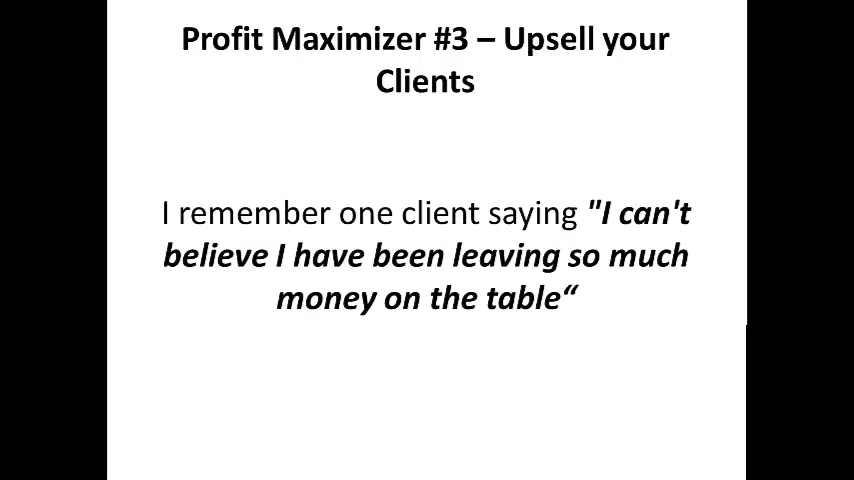 Profit Maximizer #3 – Upsell your
Clients
I remember one client saying "I can't
believe I have been leaving so much
money on the table“